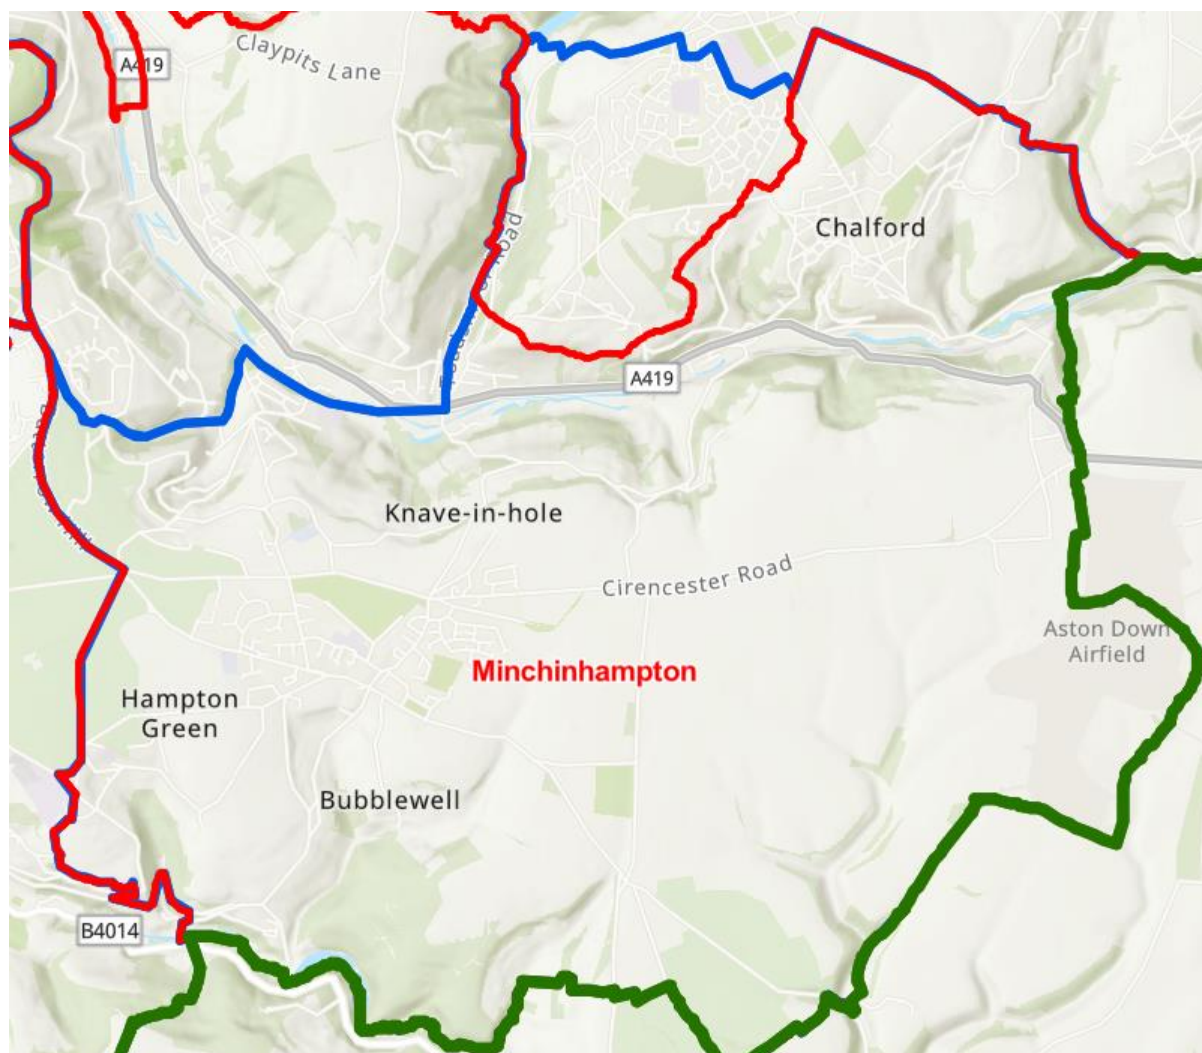 Claypits Lane
A419
Chalford
A419
Knave-in-hole
Cirencester Road
Aston Down
Airfield
Minchinhampton
Hampton
Green
Bubblewell
B4014